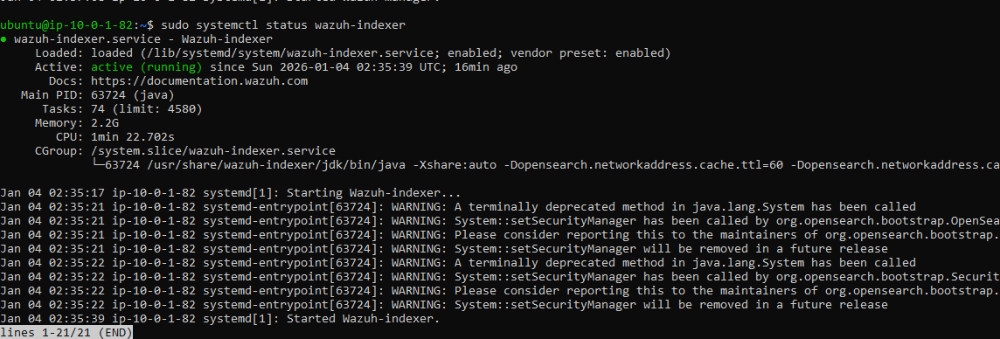 Jan 04 02:35:17 ip-10-0-1-82 systemd[1]: Started Wazuh-manager.
ubuntu@ip-10-0-1-82:~$ sudo systemctl status wazuh-indexer
● wazuh-indexer.service - Wazuh-indexer
Loaded: loaded (/lib/systemd/system/wazuh-indexer.service; enabled; vendor preset: enabled)
Active: active (running) since Sun 2026-01-04 02:35:39 UTC; 16min ago
Docs: https://documentation.wazuh.com
Main PID: 63724 (java)
Tasks: 74 (limit: 4580)
Memory: 2.2G
CPU: 1min 22.702s
CGroup: /system.slice/wazuh-indexer.service
└─63724 /usr/share/wazuh-indexer/jdk/bin/java -Xshare:auto -Dopensearch.networkaddress.cache.ttl=60 -Dopensearch.networkaddress.ca
Jan 04 02:35:17 ip-10-0-1-82 systemd[1]: Starting Wazuh-indexer...
Jan 04 02:35:21 ip-10-0-1-82 systemd-entrypoint[63724]: WARNING: A terminally deprecated method in java.lang.System has been called
Jan 04 02:35:21 ip-10-0-1-82 systemd-entrypoint[63724]: WARNING: System::setSecurityManager has been called by org.opensearch.bootstrap.OpenSea
Jan 04 02:35:21 ip-10-0-1-82 systemd-entrypoint[63724]: WARNING: Please consider reporting this to the maintainers of org.opensearch.bootstrap.
Jan 04 02:35:21 ip-10-0-1-82 systemd-entrypoint[63724]: WARNING: System::setSecurityManager will be removed in a future release
Jan 04 02:35:22 ip-10-0-1-82 systemd-entrypoint[63724]: WARNING: A terminally deprecated method in java.lang.System has been called
Jan 04 02:35:22 ip-10-0-1-82 systemd-entrypoint[63724]: WARNING: System::setSecurityManager has been called by org.opensearch.bootstrap.Securit
Jan 04 02:35:22 ip-10-0-1-82 systemd-entrypoint[63724]: WARNING: Please consider reporting this to the maintainers of org.opensearch.bootstrap.
Jan 04 02:35:22 ip-10-0-1-82 systemd-entrypoint[63724]: WARNING: System::setSecurityManager will be removed in a future release
Jan 04 02:35:39 ip-10-0-1-82 systemd[1]: Started Wazuh-indexer.
lines 1-21/21 (END)